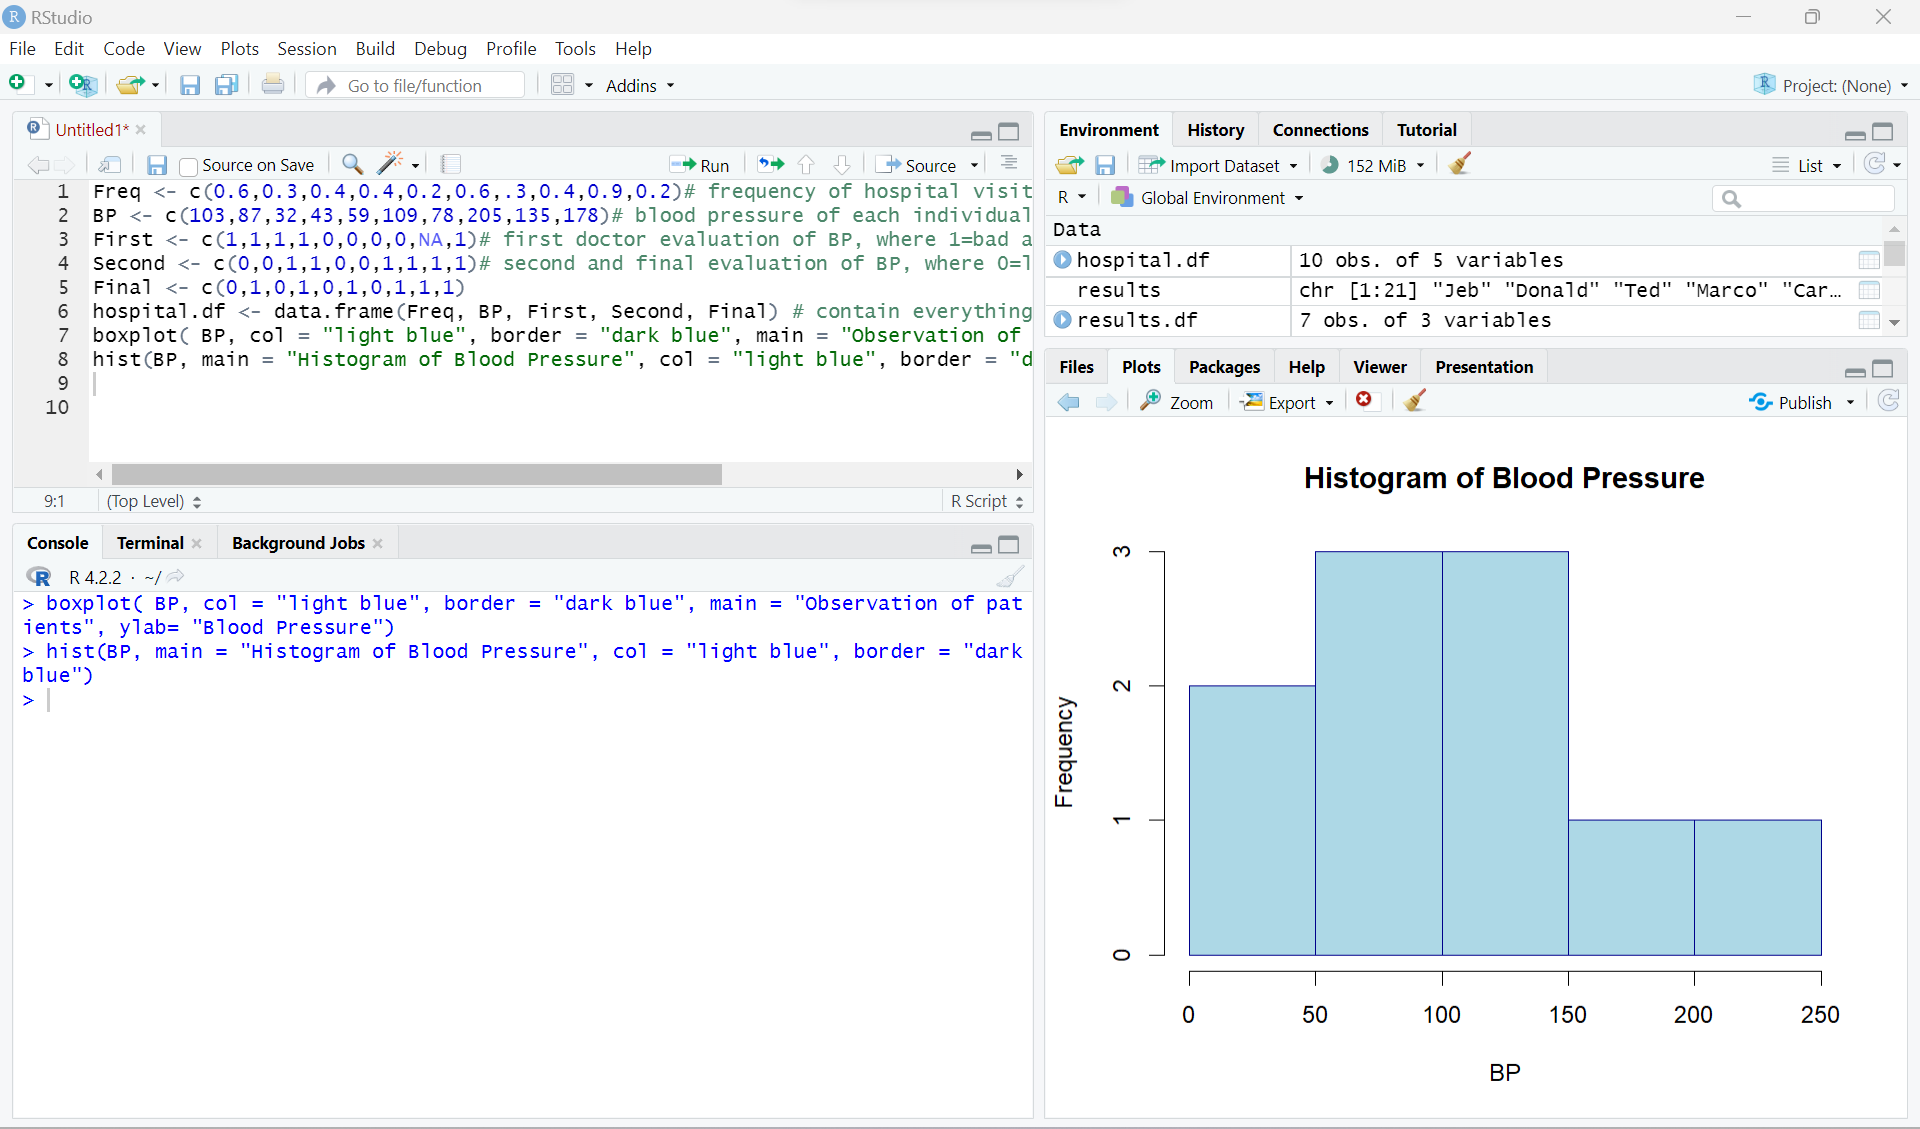 RStudio
File Edit Code View Plots Session Build Debug Profile Tools Help
Go to file/function Addins Project: (None)
Untitled1*
Source on Save Run Source
1 Freq <- c(0.6,0.3,0.4,0.4,0.2,0.6,.3,0.4,0.9,0.2)# frequency of hospital visit
2 BP <- c(103,87,32,43,59,109,78,205,135,178)# blood pressure of each individual
3 First <- c(1,1,1,1,0,0,0,0,NA,1)# first doctor evaluation of BP, where 1=bad a
4 Second <- c(0,0,1,1,0,0,1,1,1,1)# second and final evaluation of BP, where 0=l
5 Final <- c(0,1,0,1,0,1,0,1,1,1)
6 hospital.df <- data.frame(Freq, BP, First, Second, Final) # contain everything
7 boxplot( BP, col = "light blue", border = "dark blue", main = "Observation of
8 hist(BP, main = "Histogram of Blood Pressure", col = "light blue", border = "d
9
10
9:1 (Top Level) R Script
Console Terminal Background Jobs
R 4.2.2 · ~/
> boxplot( BP, col = "light blue", border = "dark blue", main = "Observation of pat
ients", ylab= "Blood Pressure")
> hist(BP, main = "Histogram of Blood Pressure", col = "light blue", border = "dark
blue")
>
Environment History Connections Tutorial
Import Dataset 152 MiB List
R Global Environment
Data
hospital.df 10 obs. of 5 variables
results chr [1:21] "Jeb" "Donald" "Ted" "Marco" "Car...
results.df 7 obs. of 3 variables
Files Plots Packages Help Viewer Presentation
Zoom Export Publish
Histogram of Blood Pressure
Frequency
3
2
1
0
0 50 100 150 200 250
BP